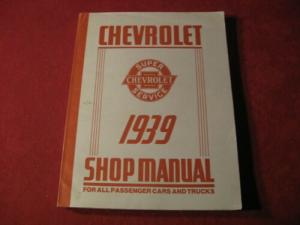 CHEVROLET
SUPER
CHEVROLET
SERVICE
1939
SHOP MANUAL
FOR ALL PASSENGER CARS AND TRUCKS